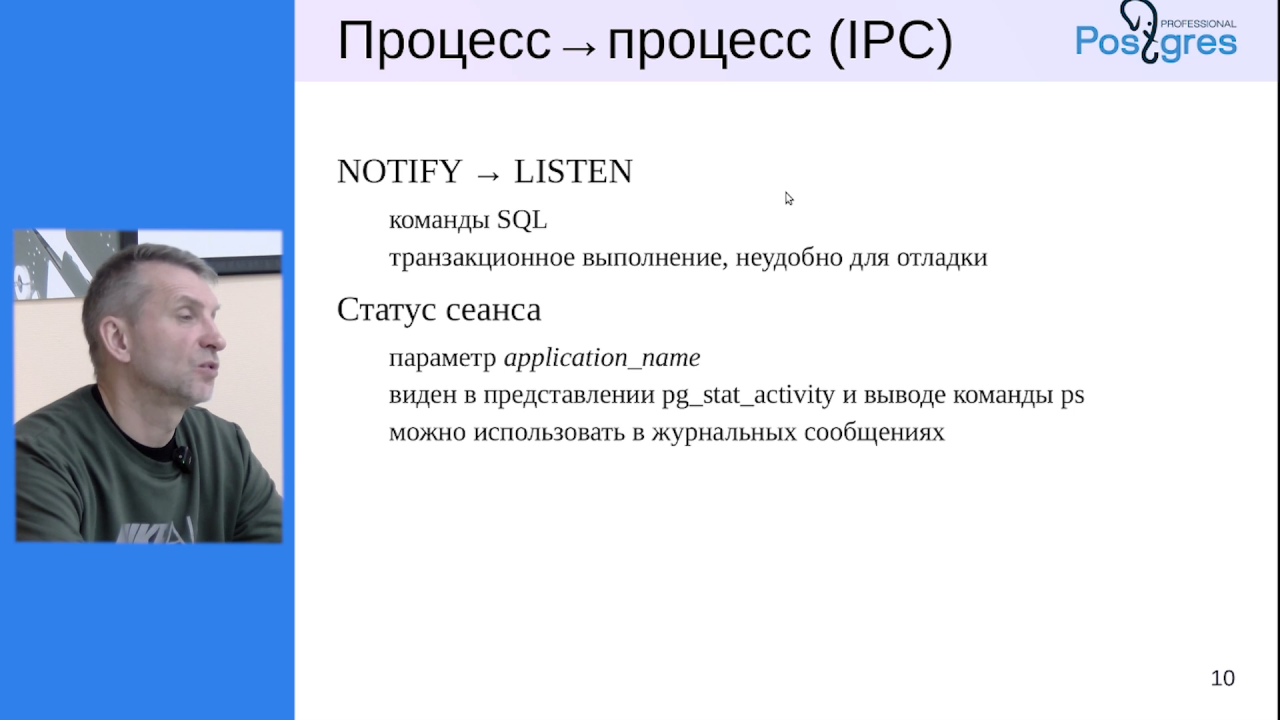 Процесс→процесс (IPC)
PROFESSIONAL
Postgres
NOTIFY → LISTEN
команды SQL
транзакционное выполнение, неудобно для отладки
Статус сеанса
параметр application_name
виден в представлении pg_stat_activity и выводе команды ps
можно использовать в журнальных сообщениях
10